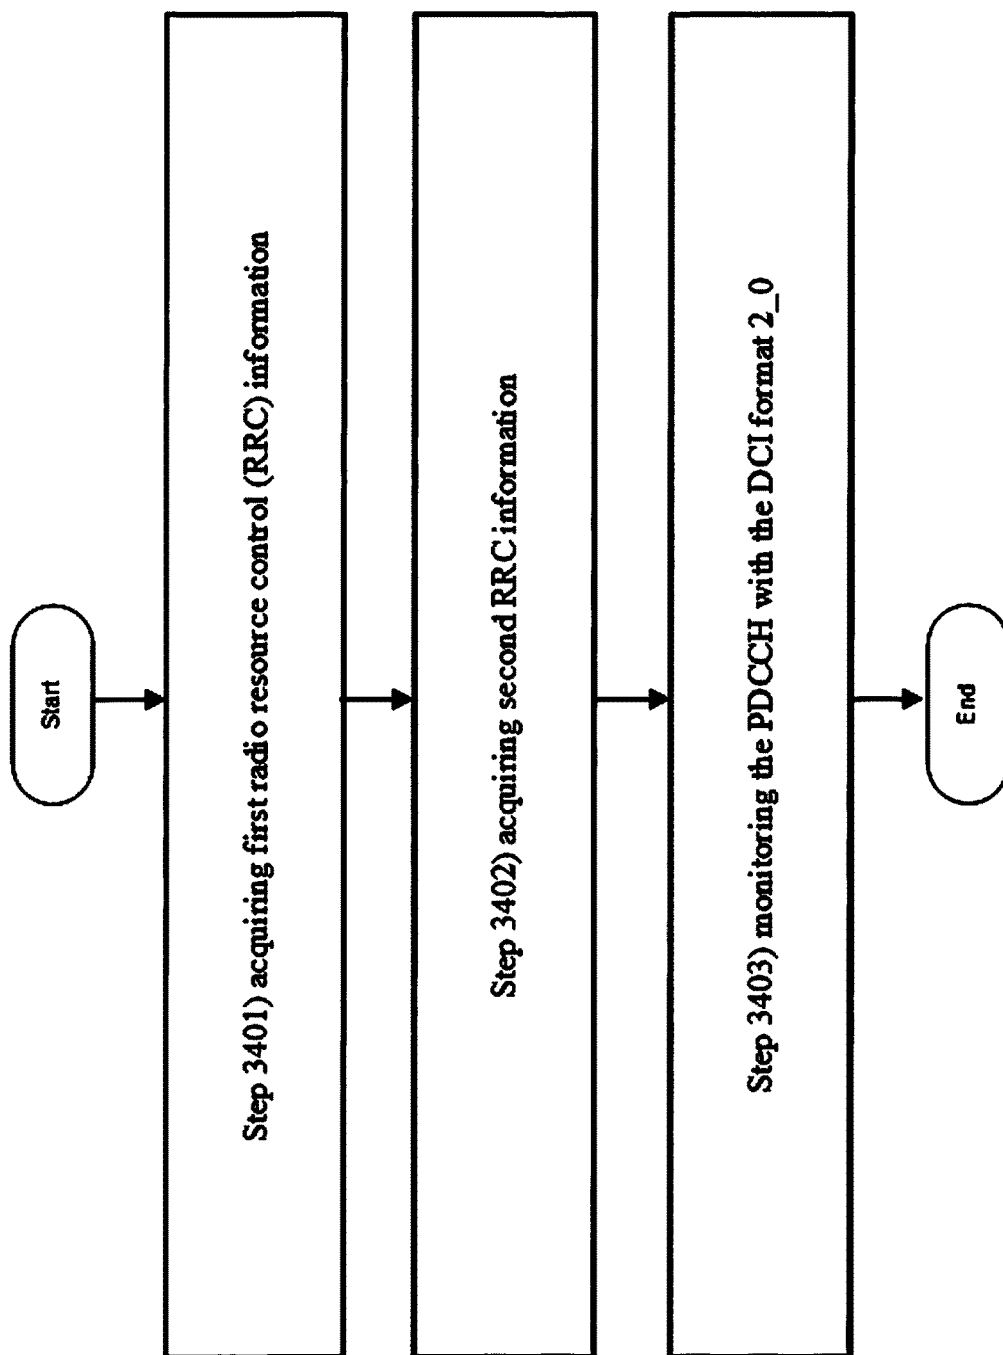 Start
Step 3401) acquiring first radio resource control (RRC) information
Step 3402) acquiring second RRC information
Step 3403) monitoring the PDCCH with the DCI format 2_0
End